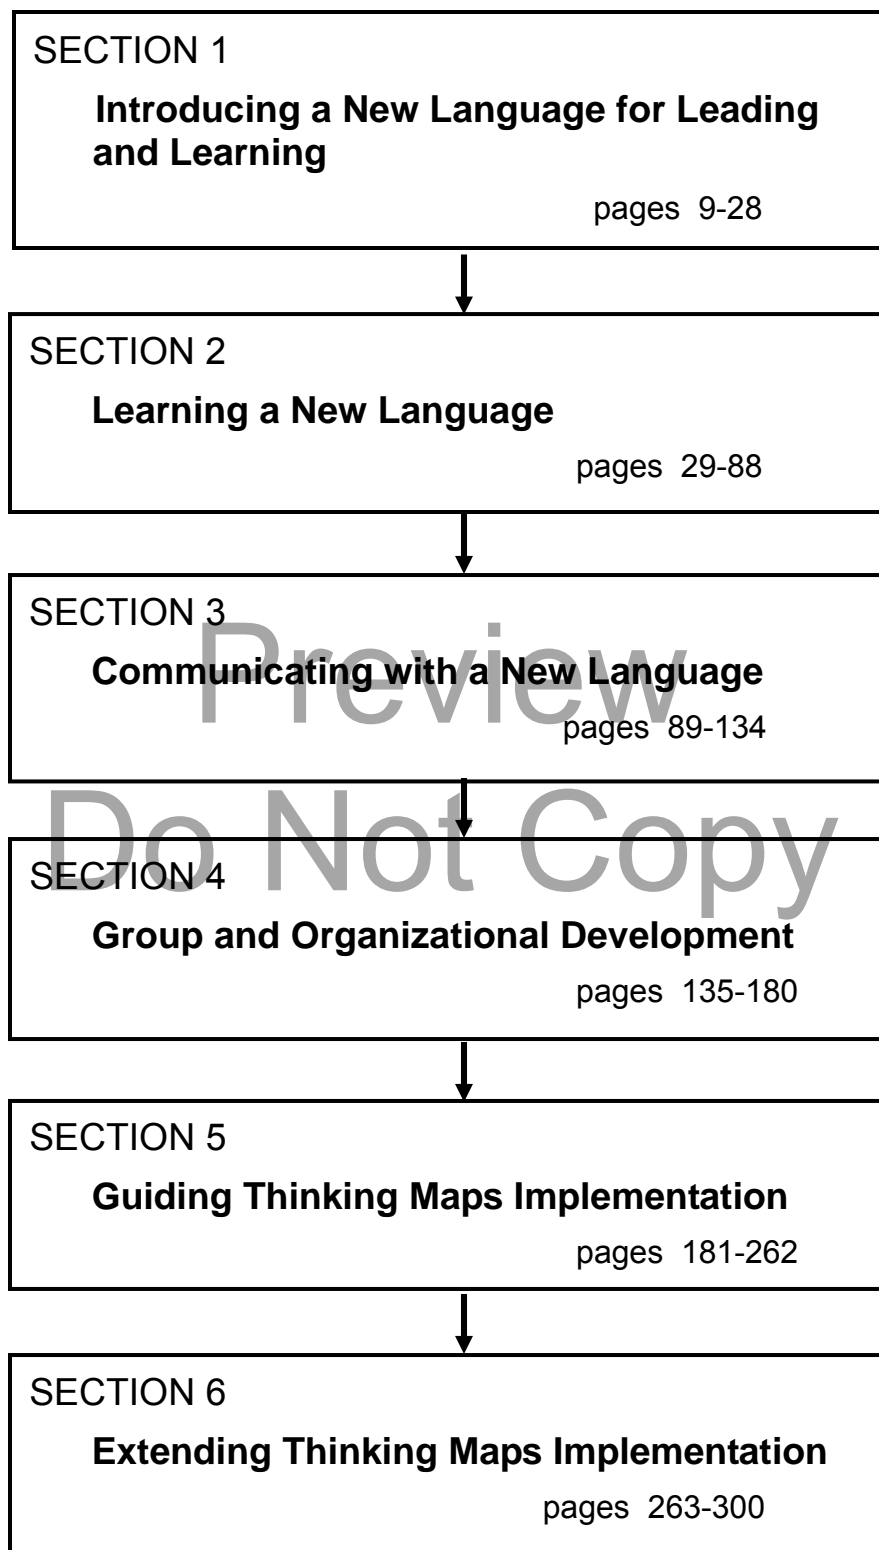 SECTION 1
Introducing a New Language for Leading
and Learning
pages 9-28
SECTION 2
Learning a New Language
pages 29-88
SECTION 3
Preview
Communicating with a New Language
pages 89-134
Do Not Copy
SECTION 4
Group and Organizational Development
pages 135-180
SECTION 5
Guiding Thinking Maps Implementation
pages 181-262
SECTION 6
Extending Thinking Maps Implementation
pages 263-300